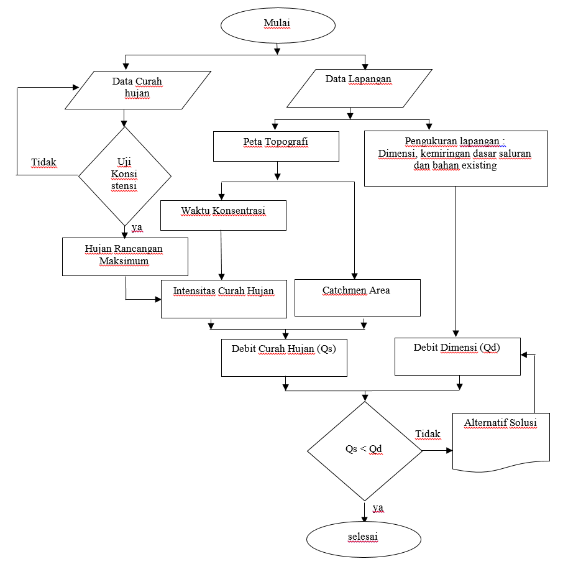 Mulai
Data Curah
hujan
Data Lapangan
Peta Topografi
Pengukuran lapangan :
Dimensi, kemiringan dasar saluran
dan bahan existing
Tidak
Uji
Konsi
stensi
Waktu Konsentrasi
ya
Hujan Rancangan
Maksimum
Intensitas Curah Hujan
Catchmen Area
Debit Curah Hujan (Qs)
Debit Dimensi (Qd)
Alternatif Solusi
Tidak
Qs < Qd
ya
selesai